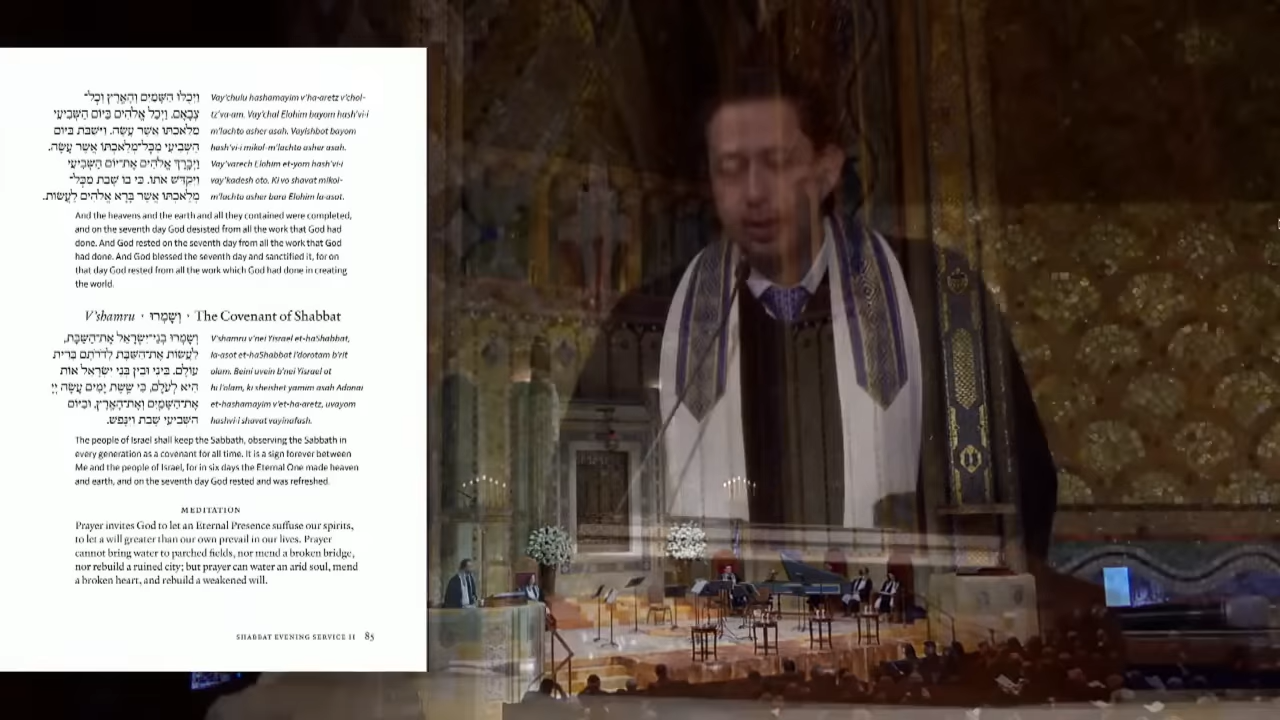 וַיְכֻלּוּ הַשָּׁמַיִם וְהָאָרֶץ וְכׇל־
Vay'chulu hashamayim v'ha-aretz v'chol-
צְבָאָם. וַיְכַל אֱלֹהִים בַּיּוֹם הַשְּׁבִיעִי
tz'va-am. Vay'chal Elohim bayom hash'vi-i
מְלַאכְתּוֹ אֲשֶׁר עָשָׂה. וַיִּשְׁבֹּת בַּיּוֹם
m'lachto asher asah. Vayishbot bayom
הַשְּׁבִיעִי מִכׇּל־מְלַאכְתּוֹ אֲשֶׁר עָשָׂה.
hash'vi-i mikol-m'lachto asher asah.
וַיְבָרֶךְ אֱלֹהִים אֶת־יוֹם הַשְּׁבִיעִי
Vay'varech Elohim et-yom hash'vi-i
וַיְקַדֵּשׁ אֹתוֹ. כִּי בוֹ שָׁבַת מִכׇּל־
vay'kadesh oto. Ki vo shavat mikol-
מְלַאכְתּוֹ אֲשֶׁר בָּרָא אֱלֹהִים לַעֲשׂוֹת.
m'lachto asher bara Elohim la-asot.
And the heavens and the earth and all they contained were completed,
and on the seventh day God desisted from all the work that God had
done. And God rested on the seventh day from all the work that God
had done. And God blessed the seventh day and sanctified it, for on
that day God rested from all the work which God had done in creating
the world.
V'shamru · וְשָׁמְרוּ · The Covenant of Shabbat
וְשָׁמְרוּ בְנֵי־יִשְׂרָאֵל אֶת־הַשַּׁבָּת,
V'shamru v'nei Yisrael et-haShabbat,
לַעֲשׂוֹת אֶת־הַשַּׁבָּת לְדֹרֹתָם בְּרִית
la-asot et-haShabbat l'dorotam b'rit
עוֹלָם. בֵּינִי וּבֵין בְּנֵי יִשְׂרָאֵל אוֹת
olam. Beini uvein b'nei Yisrael ot
הִיא לְעֹלָם, כִּי שֵׁשֶׁת יָמִים עָשָׂה יְיָ
hi l'olam, ki sheishet yamim asah Adonai
אֶת־הַשָּׁמַיִם וְאֶת־הָאָרֶץ, וּבַיּוֹם
et-hashamayim v'et-ha-aretz, uvayom
הַשְּׁבִיעִי שָׁבַת וַיִּנָּפַשׁ.
hashvi-i shavat vayinafash.
The people of Israel shall keep the Sabbath, observing the Sabbath in
every generation as a covenant for all time. It is a sign forever between
Me and the people of Israel, for in six days the Eternal One made heaven
and earth, and on the seventh day God rested and was refreshed.
MEDITATION
Prayer invites God to let an Eternal Presence suffuse our spirits,
to let a will greater than our own prevail in our lives. Prayer
cannot bring water to parched fields, nor mend a broken bridge,
nor rebuild a ruined city; but prayer can water an arid soul, mend
a broken heart, and rebuild a weakened will.
SHABBAT EVENING SERVICE II 85